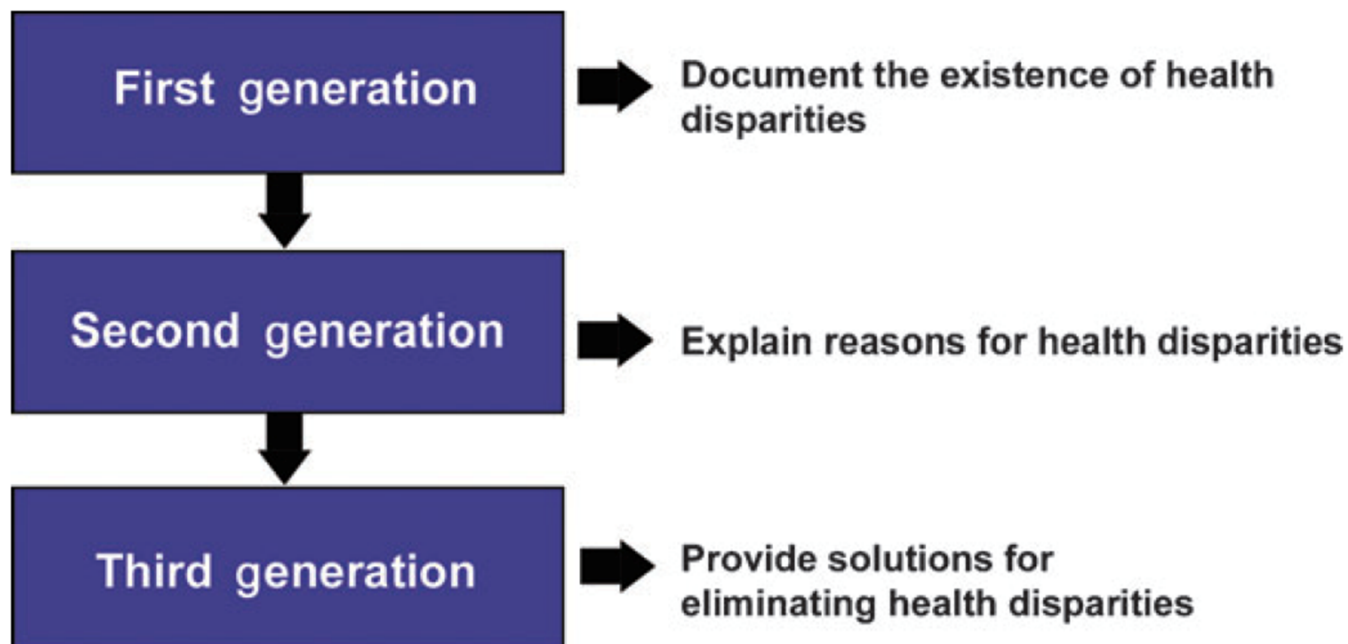 First generation
Document the existence of health
disparities
Second generation
Explain reasons for health disparities
Third generation
Provide solutions for
eliminating health disparities